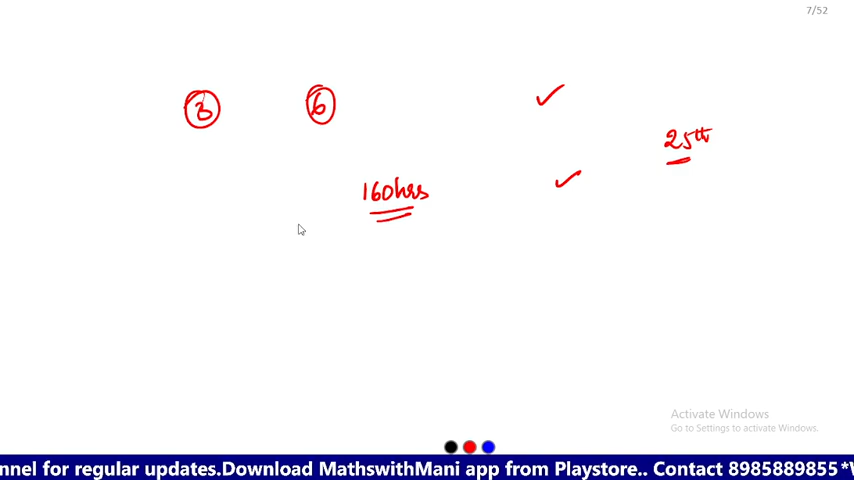 7/52
3 6
25th
160hrs
Activate Windows
Go to Settings to activate Windows.
nnel for regular updates.Download MathswithMani app from Playstore.. Contact 8985889855 *